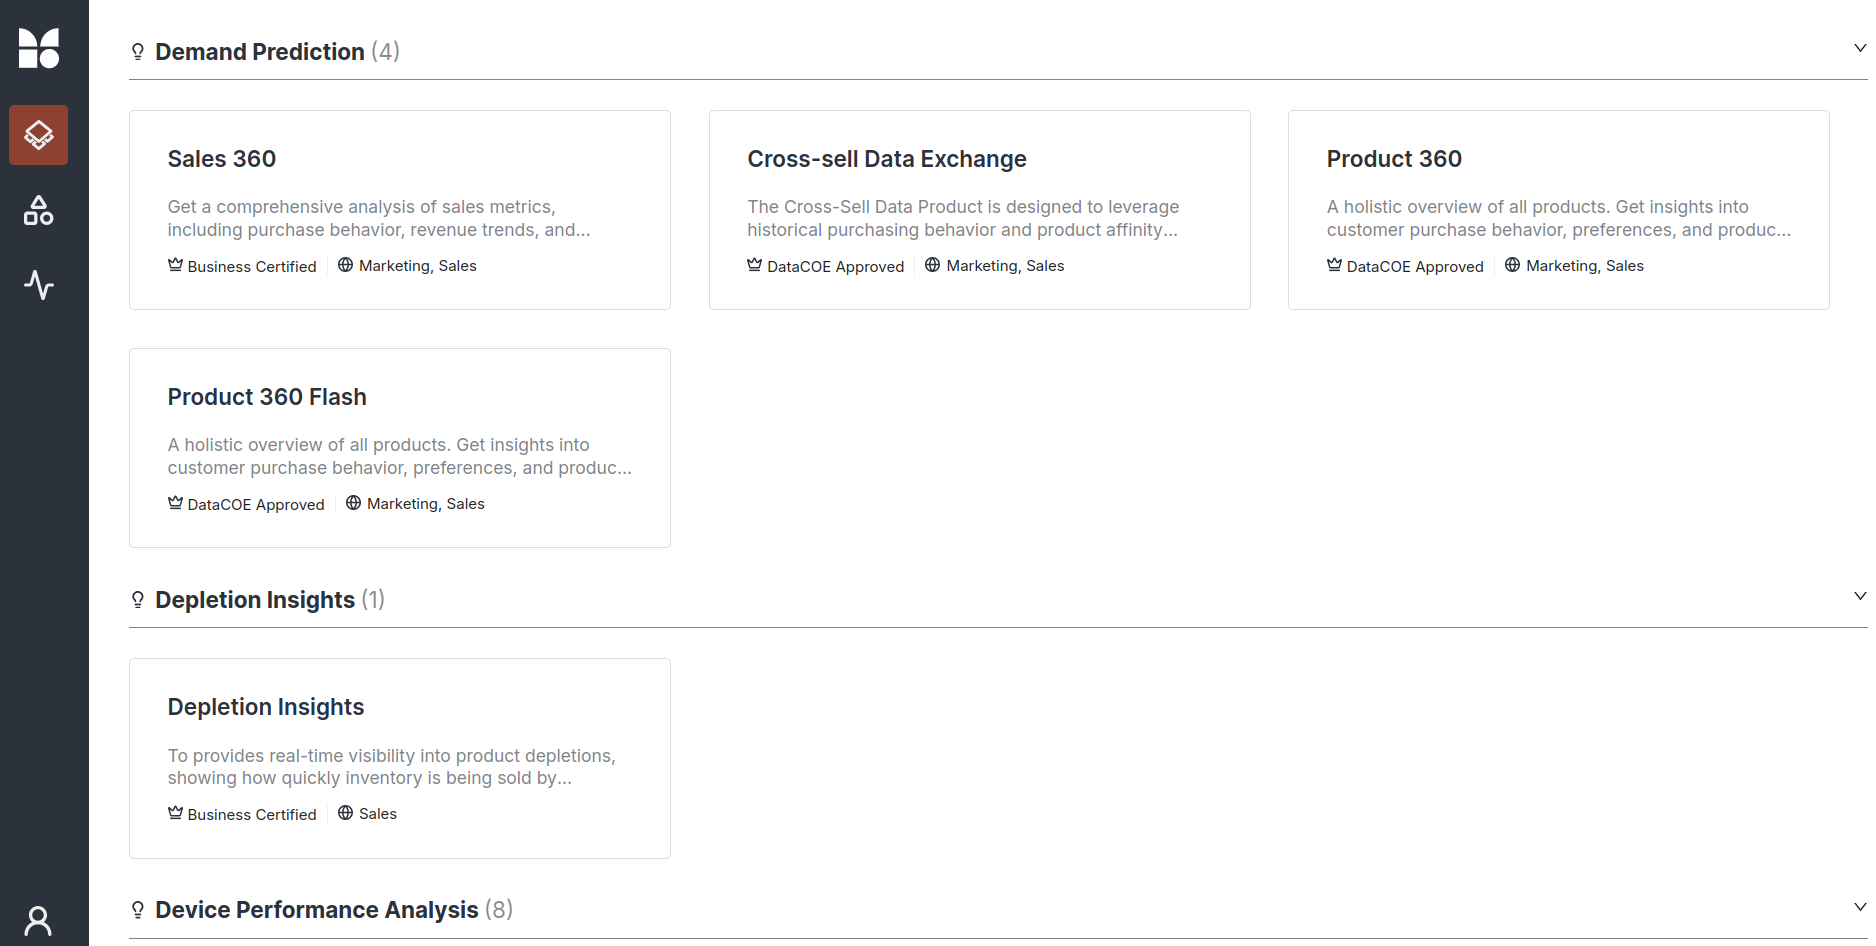 Demand Prediction (4)
Sales 360
Get a comprehensive analysis of sales metrics,
including purchase behavior, revenue trends, and...
Business Certified
Marketing, Sales
Cross-sell Data Exchange
The Cross-Sell Data Product is designed to leverage
historical purchasing behavior and product affinity...
DataCOE Approved
Marketing, Sales
Product 360
A holistic overview of all products. Get insights into
customer purchase behavior, preferences, and produc...
DataCOE Approved
Marketing, Sales
Product 360 Flash
A holistic overview of all products. Get insights into
customer purchase behavior, preferences, and produc...
DataCOE Approved
Marketing, Sales
Depletion Insights (1)
Depletion Insights
To provides real-time visibility into product depletions,
showing how quickly inventory is being sold by...
Business Certified
Sales
Device Performance Analysis (8)